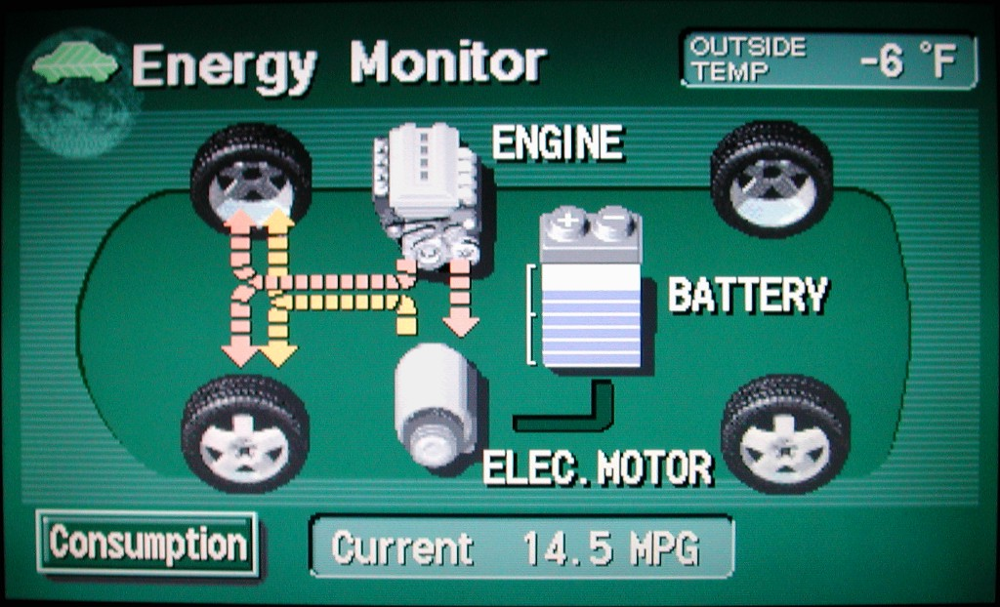 Energy Monitor
OUTSIDE
TEMP
-6 °F
ENGINE
+ −
BATTERY
ELEC.MOTOR
Consumption
Current 14.5 MPG